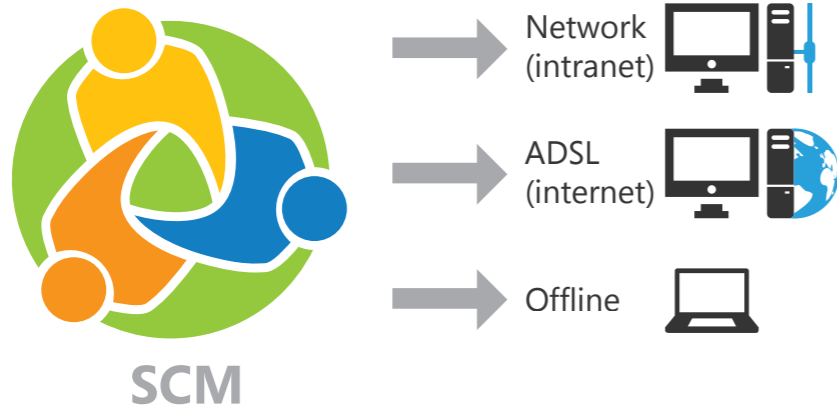 Network
(intranet)
ADSL
(internet)
Offline
SCM